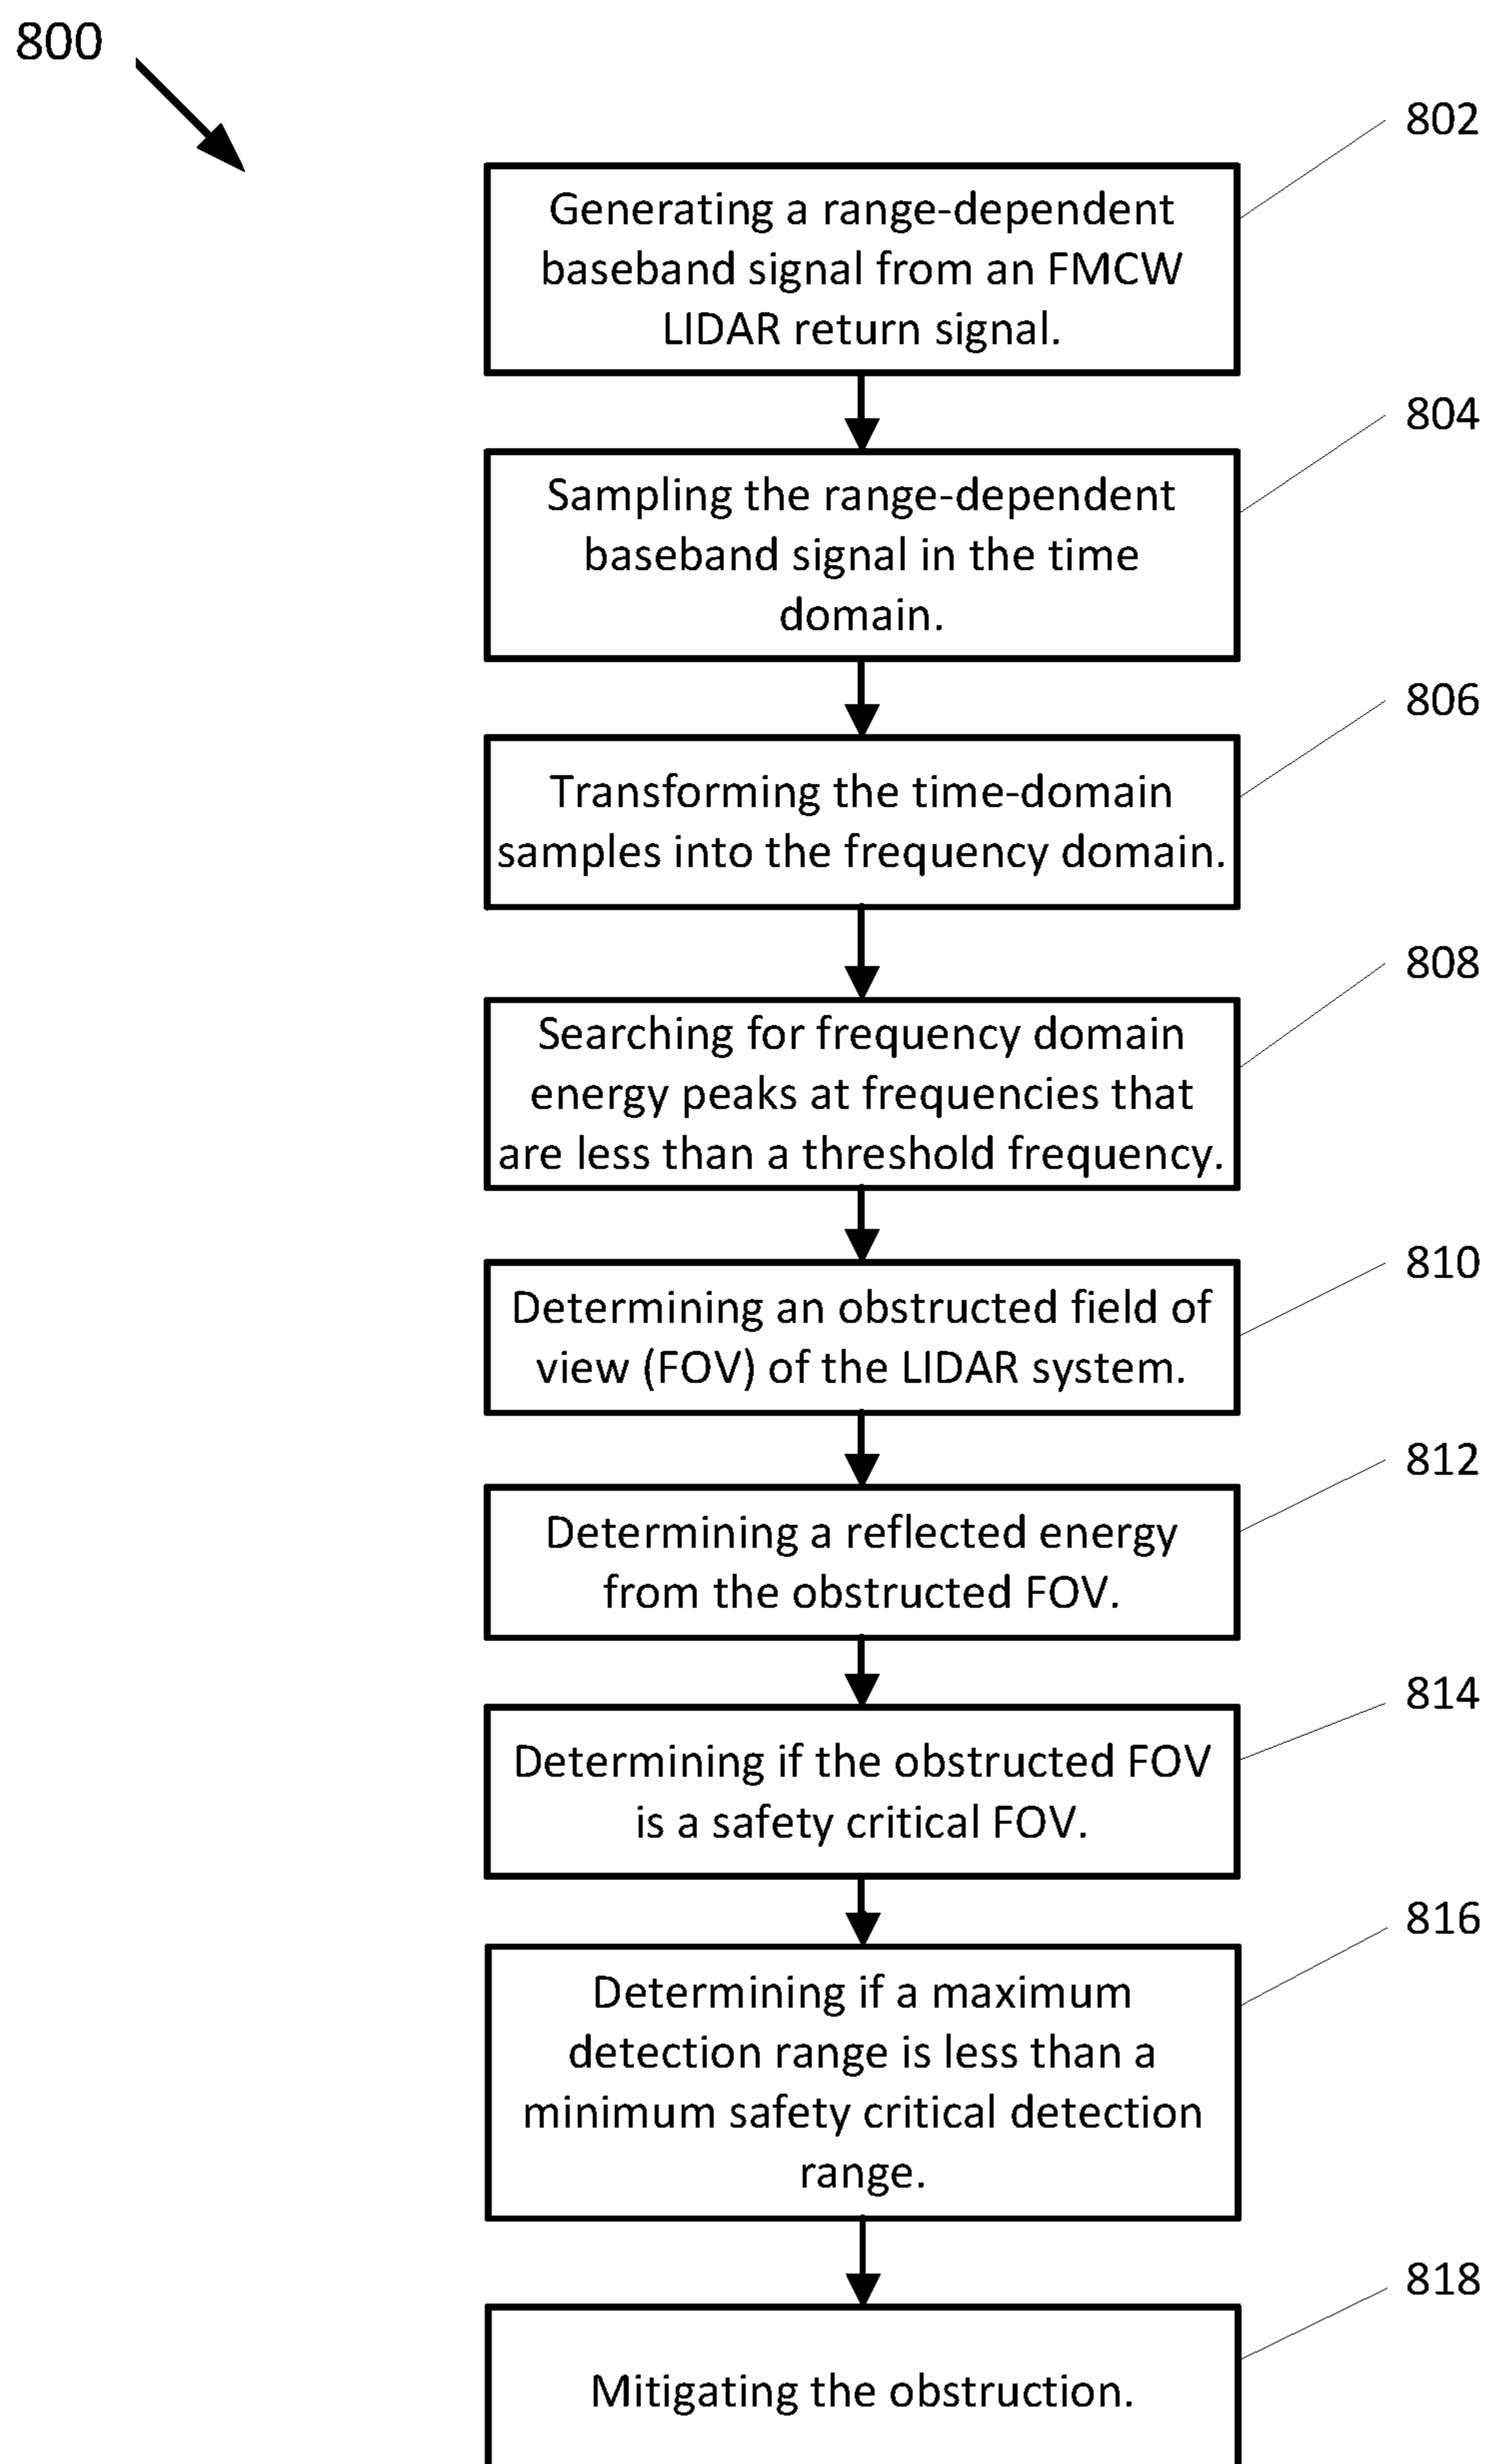 800
802
Generating a range-dependent
baseband signal from an FMCW
LIDAR return signal.
804
Sampling the range-dependent
baseband signal in the time
domain.
806
Transforming the time-domain
samples into the frequency domain.
808
Searching for frequency domain
energy peaks at frequencies that
are less than a threshold frequency.
810
Determining an obstructed field of
view (FOV) of the LIDAR system.
812
Determining a reflected energy
from the obstructed FOV.
814
Determining if the obstructed FOV
is a safety critical FOV.
816
Determining if a maximum
detection range is less than a
minimum safety critical detection
range.
818
Mitigating the obstruction.